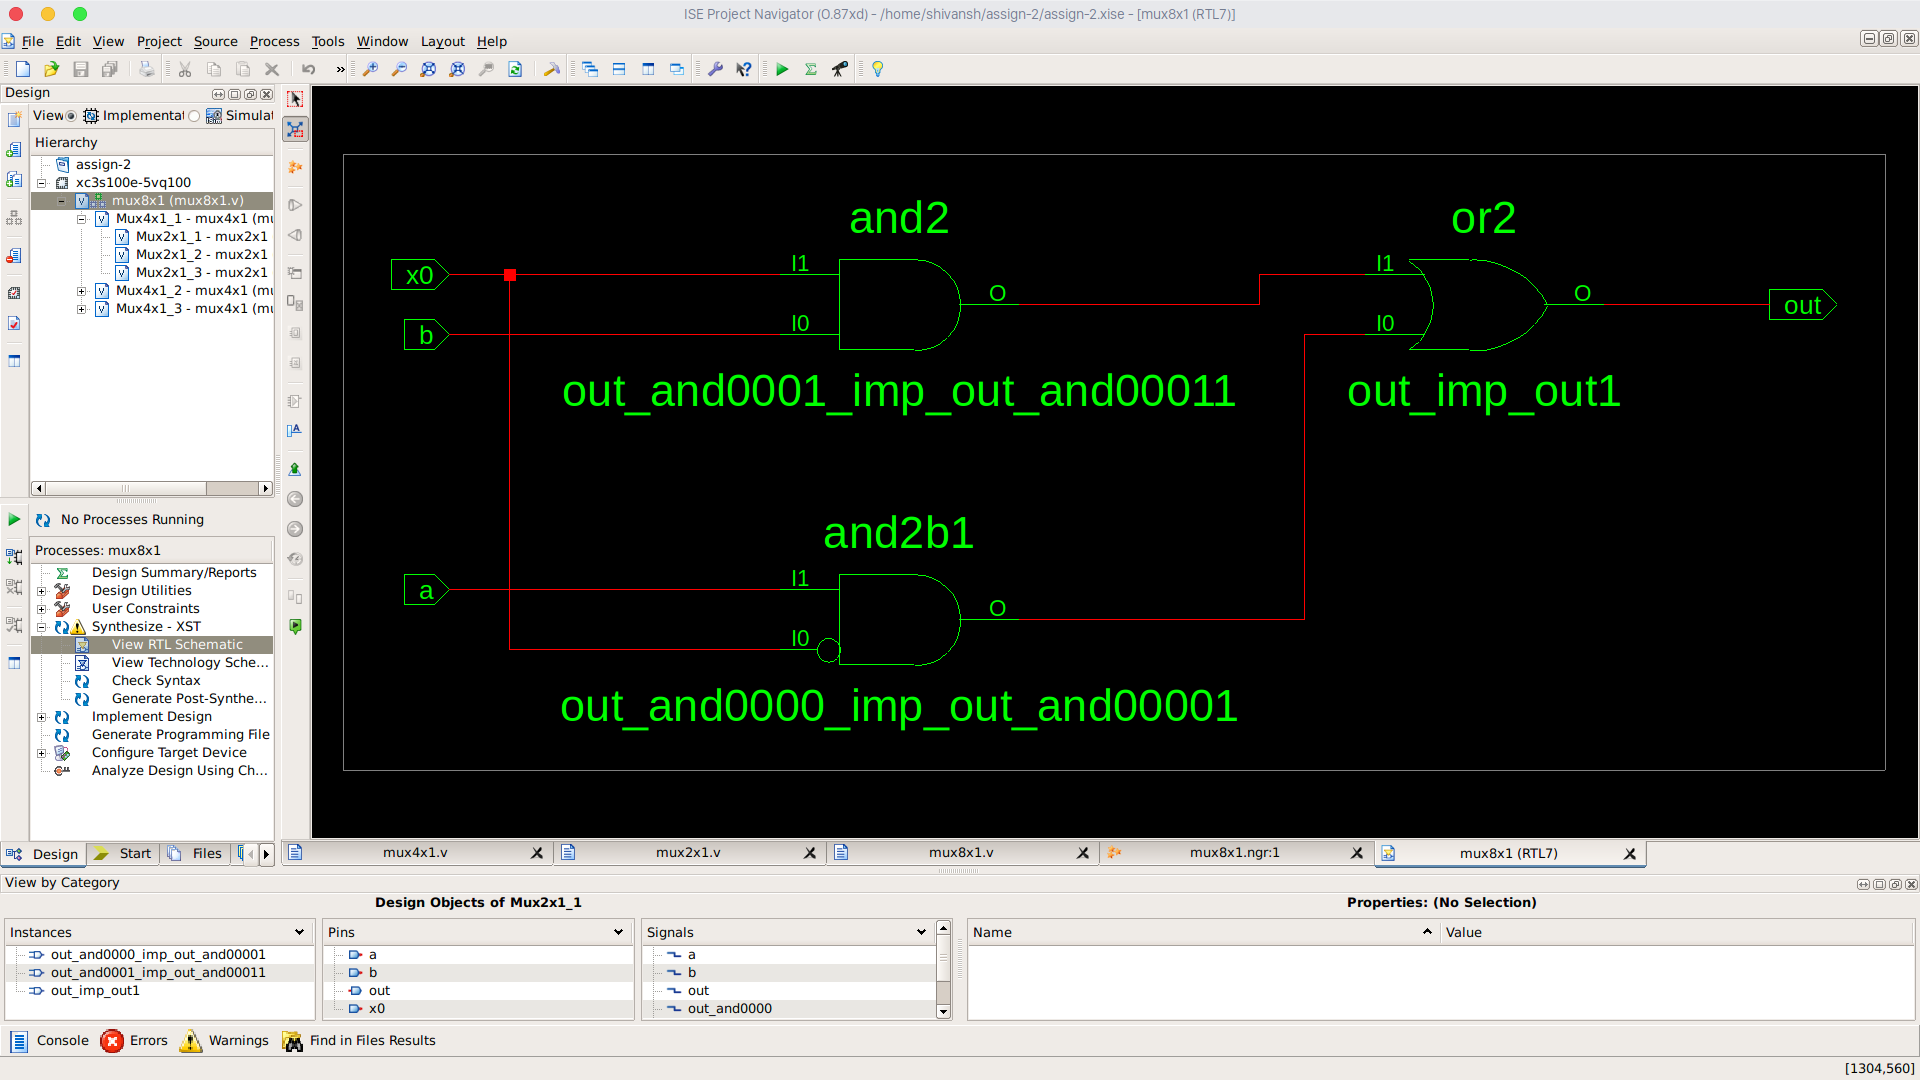 ISE Project Navigator (0.87xd) - /home/shivansh/assign-2/assign-2.xise - [mux8x1 (RTL7)]
File Edit View Project Source Process Tools Window Layout Help
»
Design
View Implementat Simulat
Hierarchy
assign-2
xc3s100e-5vq100
mux8x1 (mux8x1.v)
Mux4x1_1 - mux4x1 (mu
Mux2x1_1 - mux2x1
Mux2x1_2 - mux2x1
Mux2x1_3 - mux2x1
Mux4x1_2 - mux4x1 (mu
Mux4x1_3 - mux4x1 (mu
No Processes Running
Processes: mux8x1
Design Summary/Reports
Design Utilities
User Constraints
Synthesize - XST
View RTL Schematic
View Technology Sche...
Check Syntax
Generate Post-Synthe...
Implement Design
Generate Programming File
Configure Target Device
Analyze Design Using Ch...
Design Start Files
and2
or2
x0 I1 O I1 O out
b I0 I0
out_and0001_imp_out_and00011
out_imp_out1
and2b1
a I1 O
I0
out_and0000_imp_out_and00001
mux4x1.v mux2x1.v mux8x1.v mux8x1.ngr:1 mux8x1 (RTL7)
View by Category
Design Objects of Mux2x1_1
Properties: (No Selection)
Instances
out_and0000_imp_out_and00001
out_and0001_imp_out_and00011
out_imp_out1
Pins
a
b
out
x0
Signals
a
b
out
out_and0000
Name Value
Console Errors Warnings Find in Files Results
[1304,560]